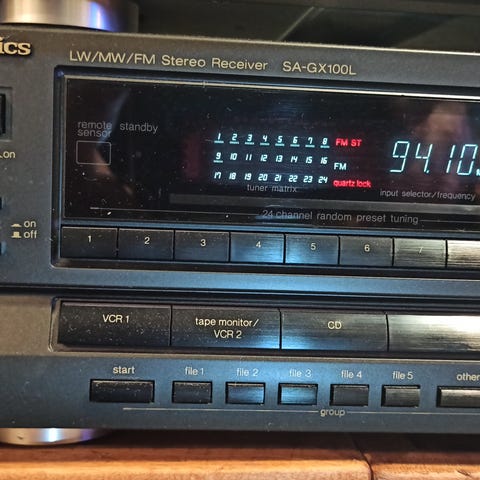 ics
LW/MW/FM Stereo Receiver SA-GX100L
remote standby
sensor
1 2 3 4 5 6 7 8 FM ST
9 10 11 12 13 14 15 16 FM
17 18 19 20 21 22 23 24 quartz lock
94.10
tuner matrix
input selector/frequency
on
24 channel random preset tuning
on
off
1 2 3 4 5 6 7
VCR 1
tape monitor/
VCR 2
CD
start file 1 file 2 file 3 file 4 file 5 other
group